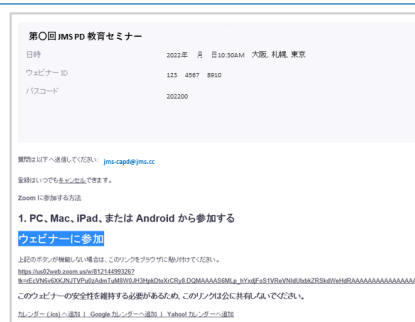 第〇回 JMS PD 教育セミナー
日時 2022年 月 日10:30AM 大阪, 札幌, 東京
ウェビナー ID 123 4567 8910
パスコード 202200
質問は以下へ送信してください: jms-capd@jms.cc
登録はいつでもキャンセルできます。
Zoom に参加する方法
1. PC、Mac、iPad、または Android から参加する
ウェビナーに参加
上記のボタンが機能しない場合は、このリンクをブラウザに貼り付けてください。
https://us02web.zoom.us/w/81214499326?
このウェビナーの安全性を維持する必要があるため、このリンクは公に共有しないでください。
カレンダー (.ics) へ追加 | Google カレンダーへ追加 | Yahoo! カレンダーへ追加